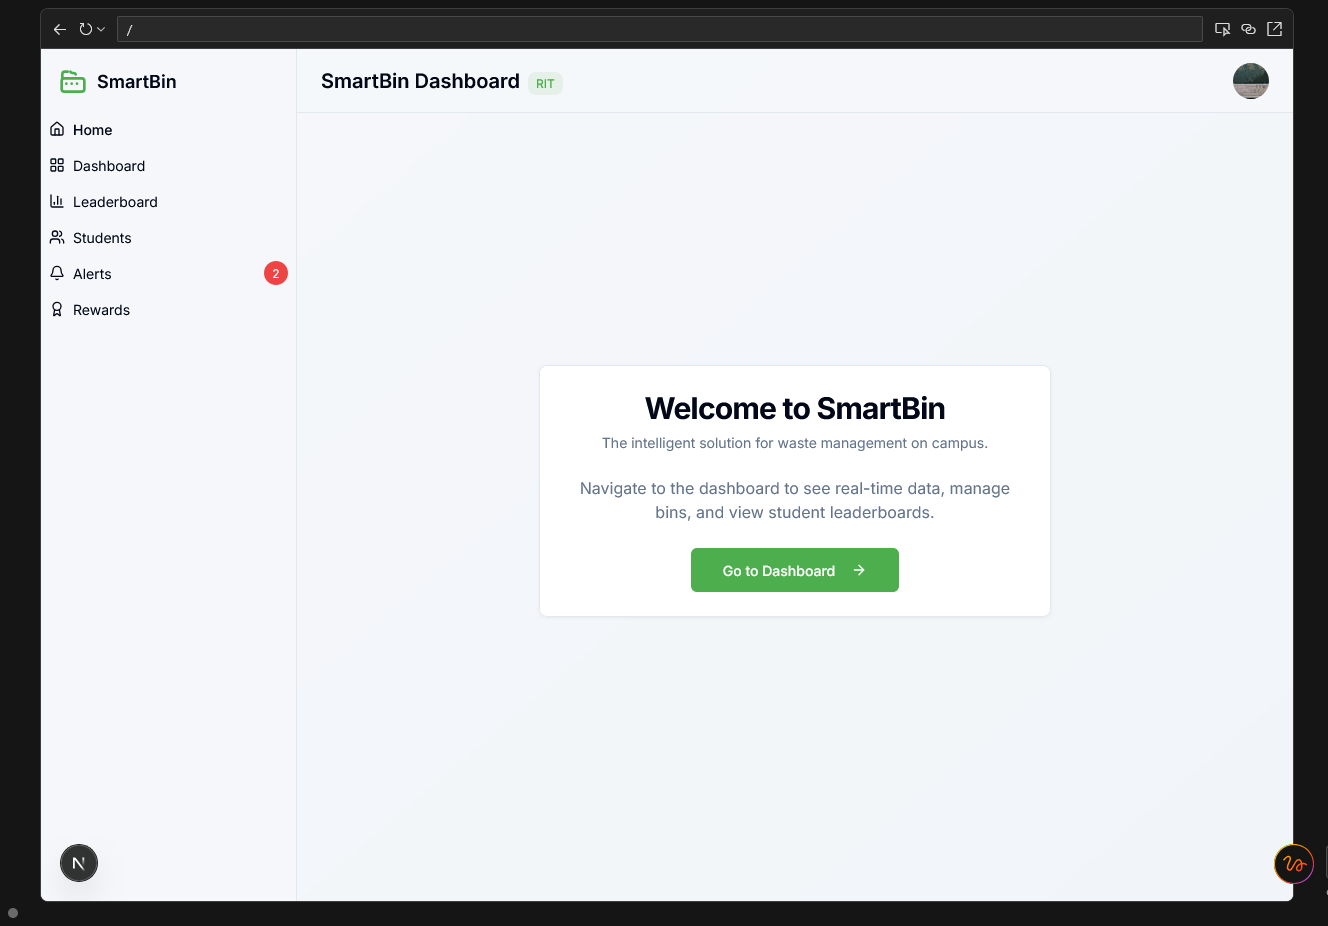 /
SmartBin
SmartBin Dashboard RIT
Home
Dashboard
Leaderboard
Students
Alerts 2
Rewards
Welcome to SmartBin
The intelligent solution for waste management on campus.
Navigate to the dashboard to see real-time data, manage
bins, and view student leaderboards.
Go to Dashboard
N